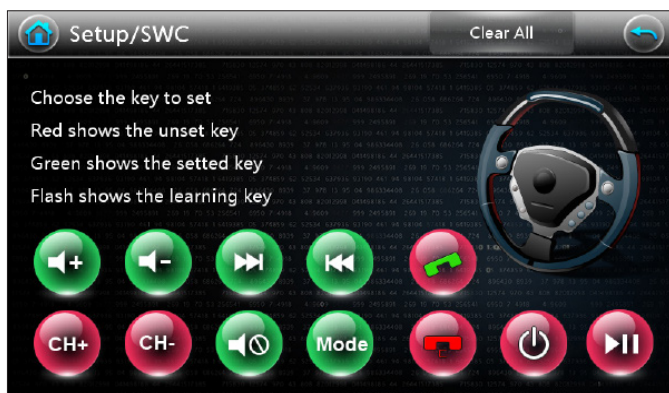 Setup/SWC
Clear All
Choose the key to set
Red shows the unset key
Green shows the setted key
Flash shows the learning key
CH+
CH-
Mode